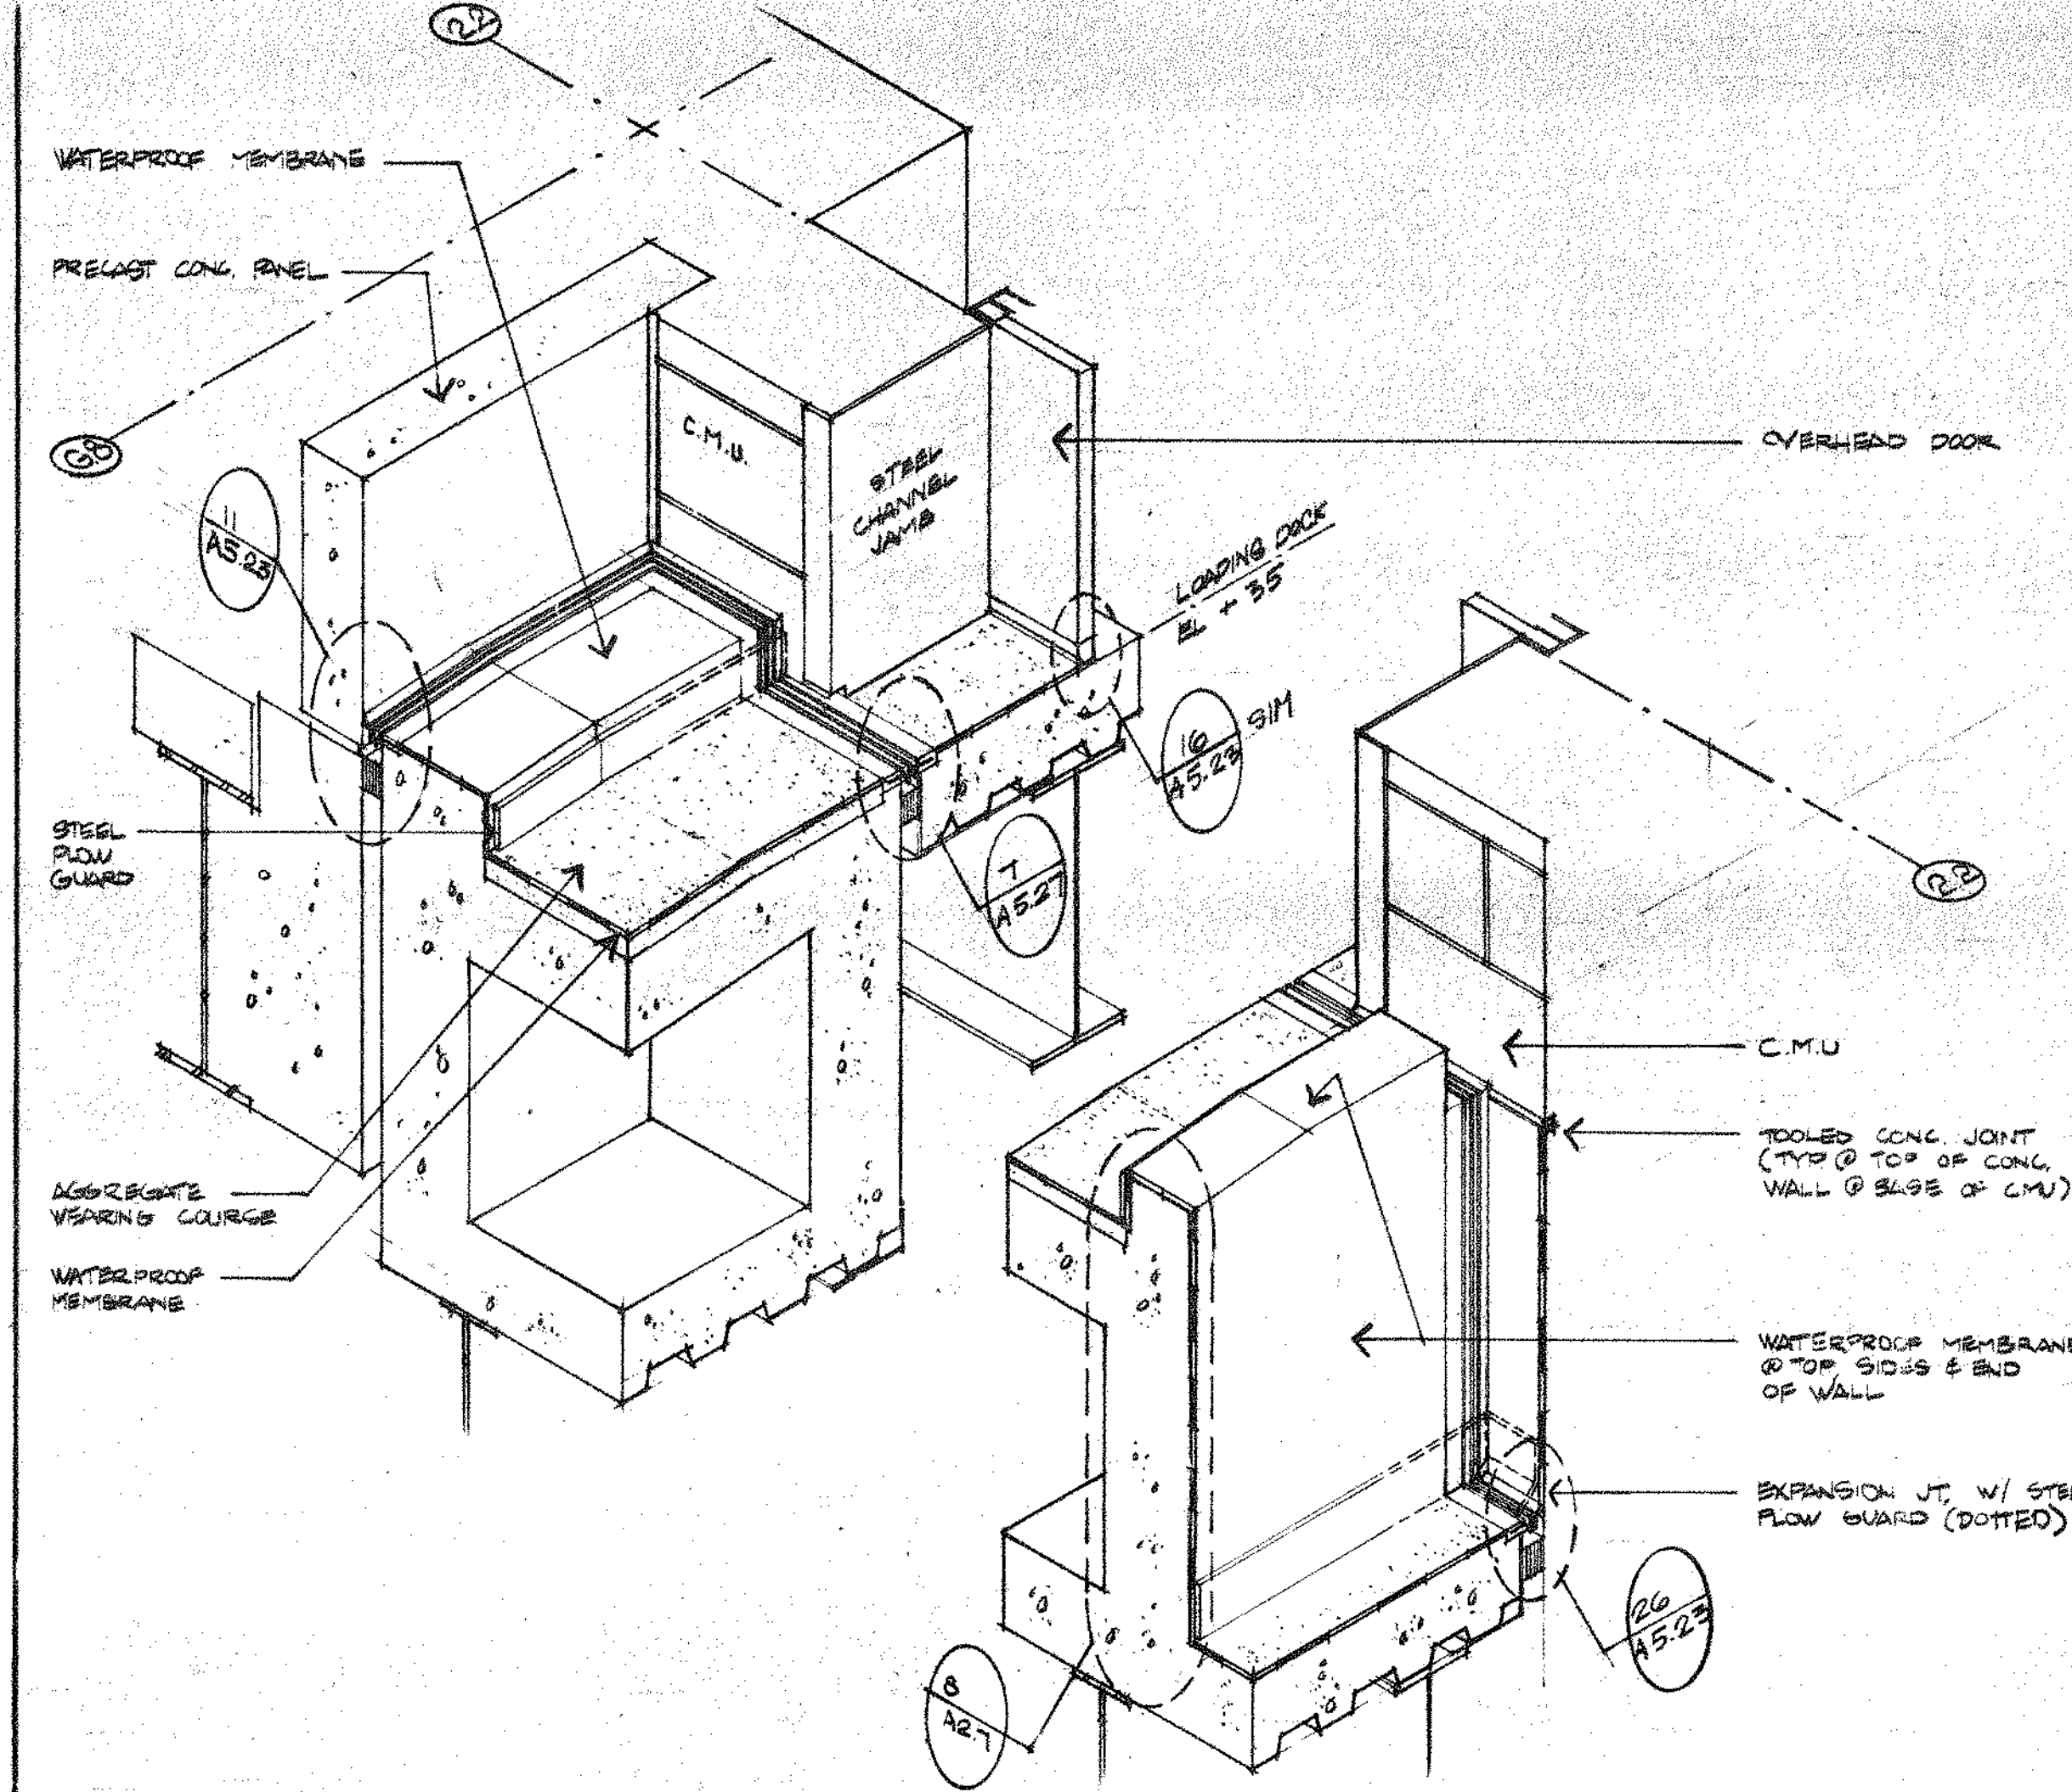 22
WATERPROOF MEMBRANE
PRECAST CONC. PANEL
G8
C.M.U.
STEEL
CHANNEL
JAMB
OVERHEAD DOOR
11
A5.23
LOADING DOCK
EL + 35
16
A5.23
SIM
STEEL
PLOW
GUARD
7
A5.27
22
AGGREGATE
WEARING COURSE
WATERPROOF
MEMBRANE
C.M.U
TOOLED CONC. JOINT
(TYP @ TOP OF CONC.
WALL @ BASE OF CMU)
WATERPROOF MEMBRANE
@ TOP, SIDES & END
OF WALL
EXPANSION JT. W/ STE
PLOW GUARD (DOTTED)
26
A5.23
8
A2.7